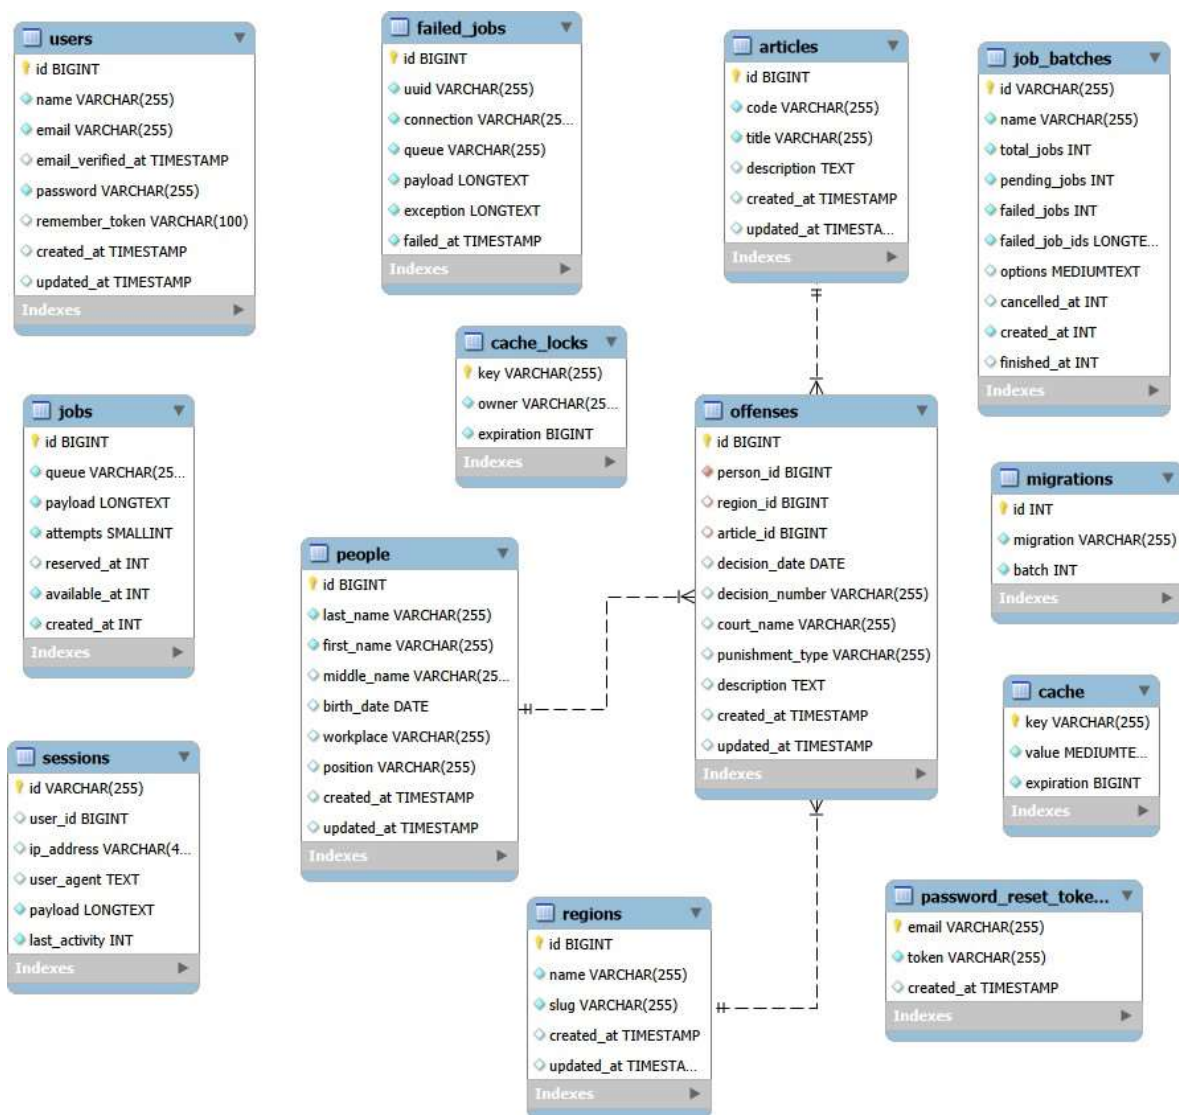 users
id BIGINT
name VARCHAR(255)
email VARCHAR(255)
email_verified_at TIMESTAMP
password VARCHAR(255)
remember_token VARCHAR(100)
created_at TIMESTAMP
updated_at TIMESTAMP
Indexes
failed_jobs
id BIGINT
uuid VARCHAR(255)
connection VARCHAR(25...
queue VARCHAR(255)
payload LONGTEXT
exception LONGTEXT
failed_at TIMESTAMP
Indexes
articles
id BIGINT
code VARCHAR(255)
title VARCHAR(255)
description TEXT
created_at TIMESTAMP
updated_at TIMESTA...
Indexes
job_batches
id VARCHAR(255)
name VARCHAR(255)
total_jobs INT
pending_jobs INT
failed_jobs INT
failed_job_ids LONGTE...
options MEDIUMTEXT
cancelled_at INT
created_at INT
finished_at INT
Indexes
cache_locks
key VARCHAR(255)
owner VARCHAR(25...
expiration BIGINT
Indexes
jobs
id BIGINT
queue VARCHAR(25...
payload LONGTEXT
attempts SMALLINT
reserved_at INT
available_at INT
created_at INT
Indexes
offenses
id BIGINT
person_id BIGINT
region_id BIGINT
article_id BIGINT
decision_date DATE
decision_number VARCHAR(255)
court_name VARCHAR(255)
punishment_type VARCHAR(255)
description TEXT
created_at TIMESTAMP
updated_at TIMESTAMP
Indexes
migrations
id INT
migration VARCHAR(255)
batch INT
Indexes
people
id BIGINT
last_name VARCHAR(255)
first_name VARCHAR(255)
middle_name VARCHAR(25...
birth_date DATE
workplace VARCHAR(255)
position VARCHAR(255)
created_at TIMESTAMP
updated_at TIMESTAMP
Indexes
cache
key VARCHAR(255)
value MEDIUMTE...
expiration BIGINT
Indexes
sessions
id VARCHAR(255)
user_id BIGINT
ip_address VARCHAR(4...
user_agent TEXT
payload LONGTEXT
last_activity INT
Indexes
regions
id BIGINT
name VARCHAR(255)
slug VARCHAR(255)
created_at TIMESTAMP
updated_at TIMESTA...
Indexes
password_reset_toke...
email VARCHAR(255)
token VARCHAR(255)
created_at TIMESTAMP
Indexes